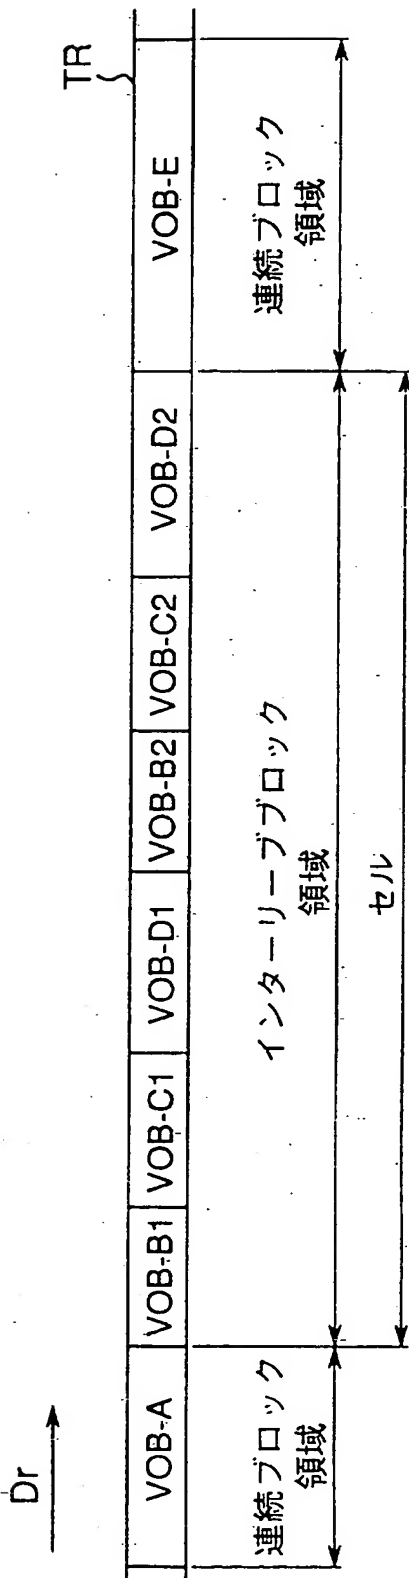 Dr
TR
VOB-A
VOB-B1
VOB-C1
VOB-D1
VOB-B2
VOB-C2
VOB-D2
VOB-E
連続ブロック
領域
インターリーブブロック
領域
連続ブロック
領域
セル